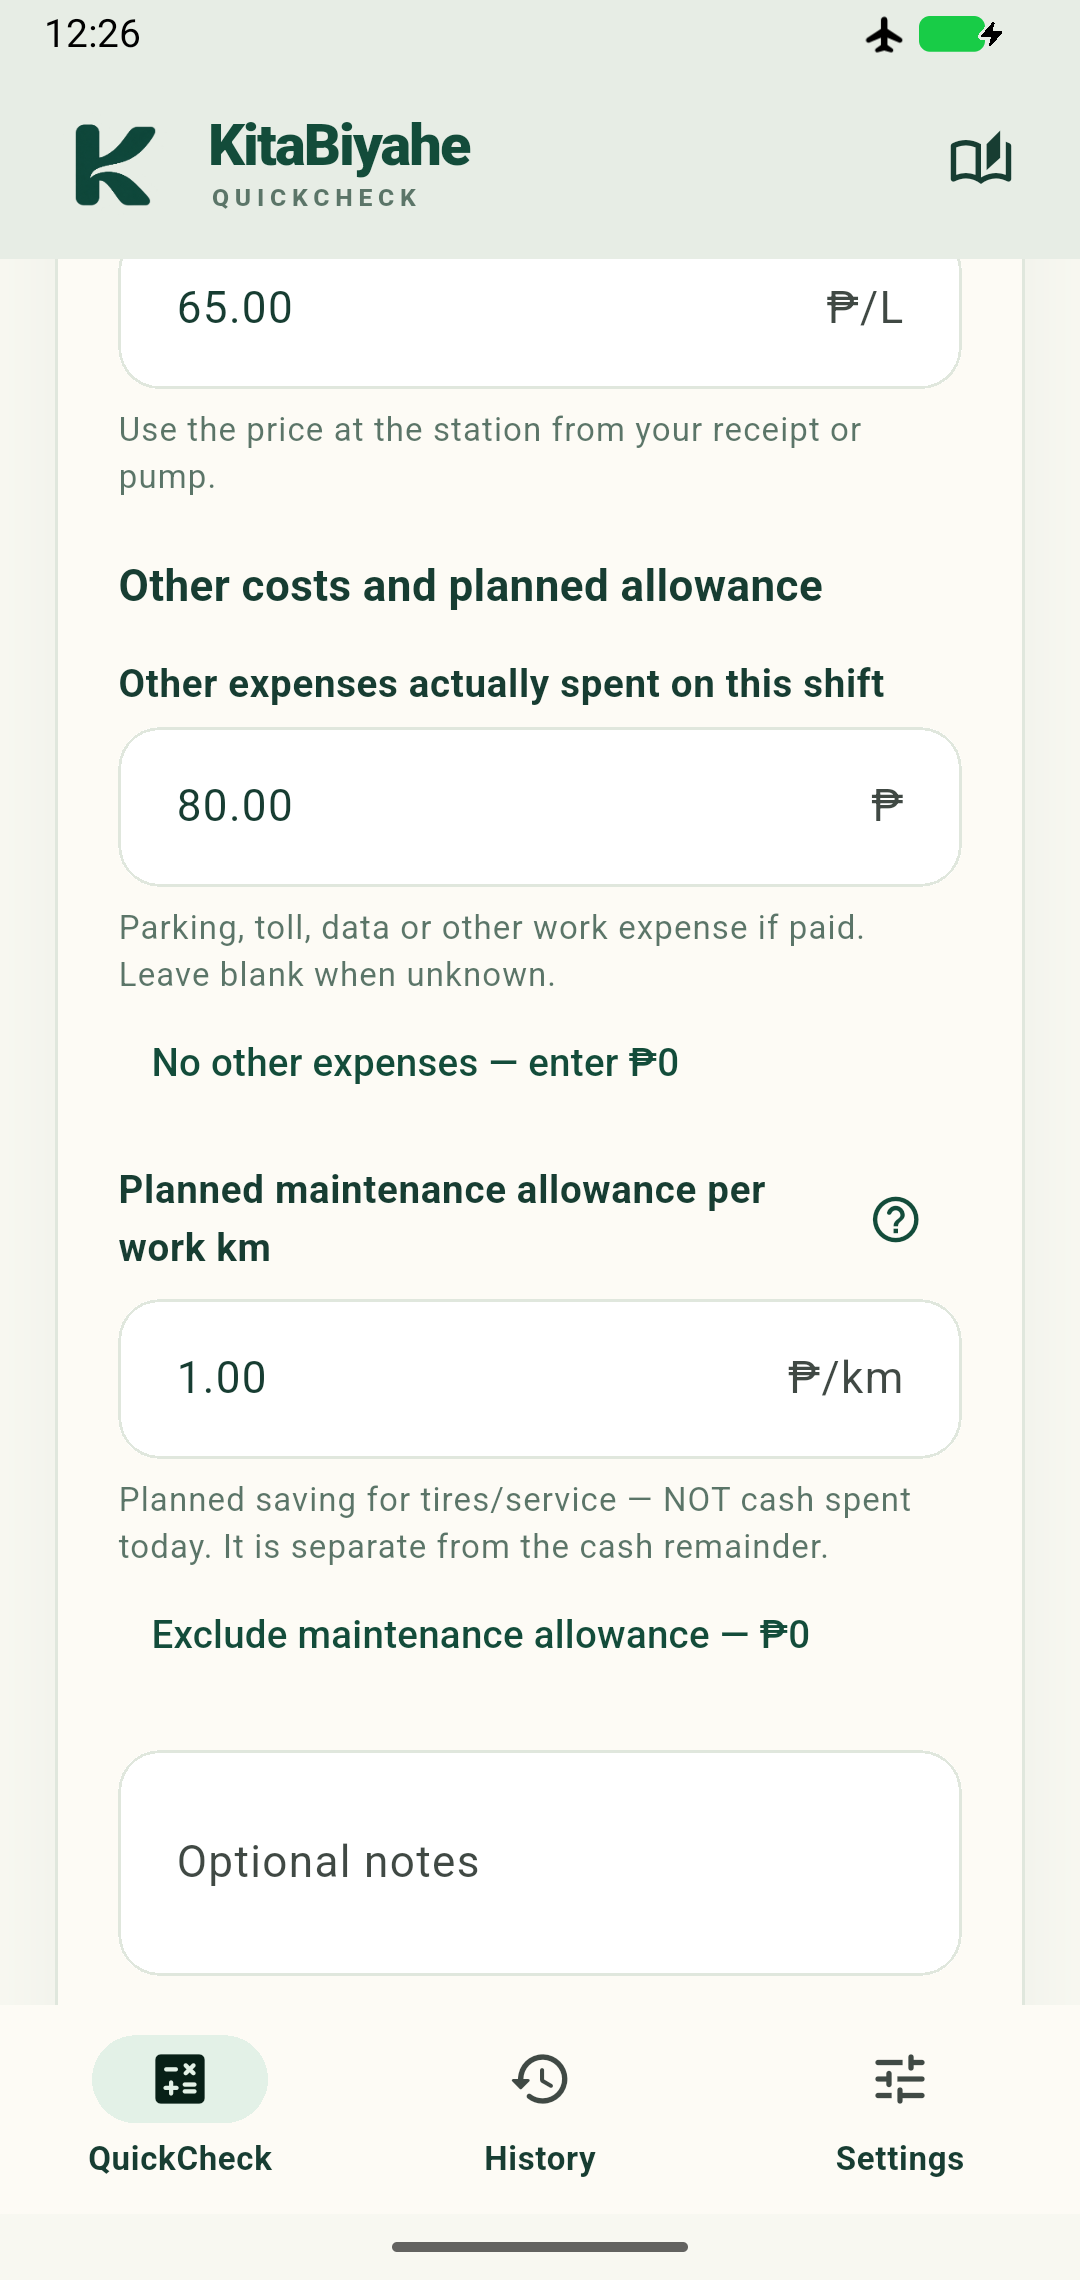 12:26
KitaBiyahe
QUICKCHECK
65.00 ₱/L
Use the price at the station from your receipt or
pump.
Other costs and planned allowance
Other expenses actually spent on this shift
80.00 ₱
Parking, toll, data or other work expense if paid.
Leave blank when unknown.
No other expenses — enter ₱0
Planned maintenance allowance per
work km
1.00 ₱/km
Planned saving for tires/service — NOT cash spent
today. It is separate from the cash remainder.
Exclude maintenance allowance — ₱0
Optional notes
QuickCheck History Settings